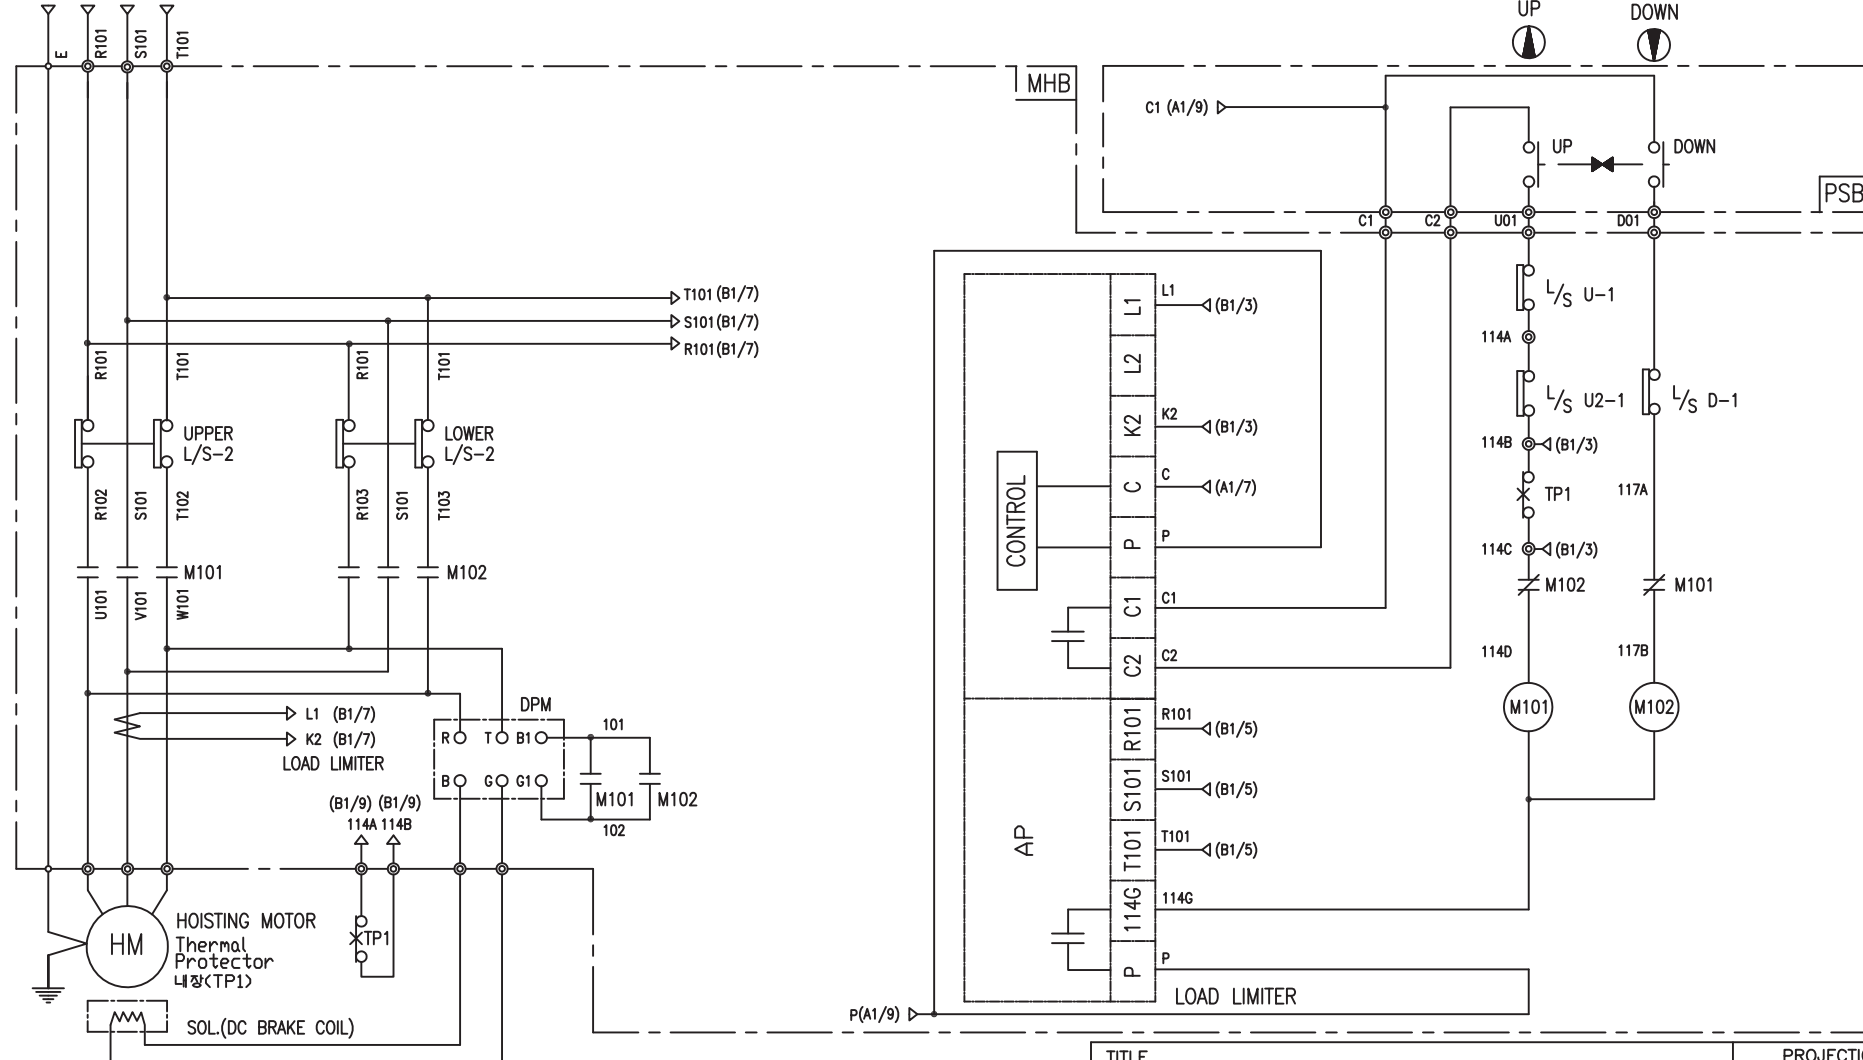 UP
DOWN
E
R101
S101
T101
MHB
C1 (A1/9)
UP
DOWN
PSB
C1
C2
U01
D01
T101 (B1/7)
S101 (B1/7)
R101 (B1/7)
R101
T101
R101
T101
UPPER
L/S-2
LOWER
L/S-2
R102
S101
T102
R103
S101
T103
M101
M102
U101
V101
W101
L1 (B1/7)
K2 (B1/7)
LOAD LIMITER
DPM
R
T
B1
101
B
G
G1
M101
M102
102
(B1/9) (B1/9)
114A 114B
TP1
HM
HOISTING MOTOR
Thermal
Protector
내장(TP1)
SOL.(DC BRAKE COIL)
CONTROL
AP
L1
L1
(B1/3)
L2
K2
K2
(B1/3)
C
C
(A1/7)
P
P
C1
C1
C2
C2
R101
R101
(B1/5)
S101
S101
(B1/5)
T101
T101
(B1/5)
114G
114G
P
P
LOAD LIMITER
P(A1/9)
L/S U-1
114A
L/S U2-1
L/S D-1
114B
(B1/3)
TP1
117A
114C
(B1/3)
M102
M101
114D
117B
M101
M102
TITLE
PROJECTIO